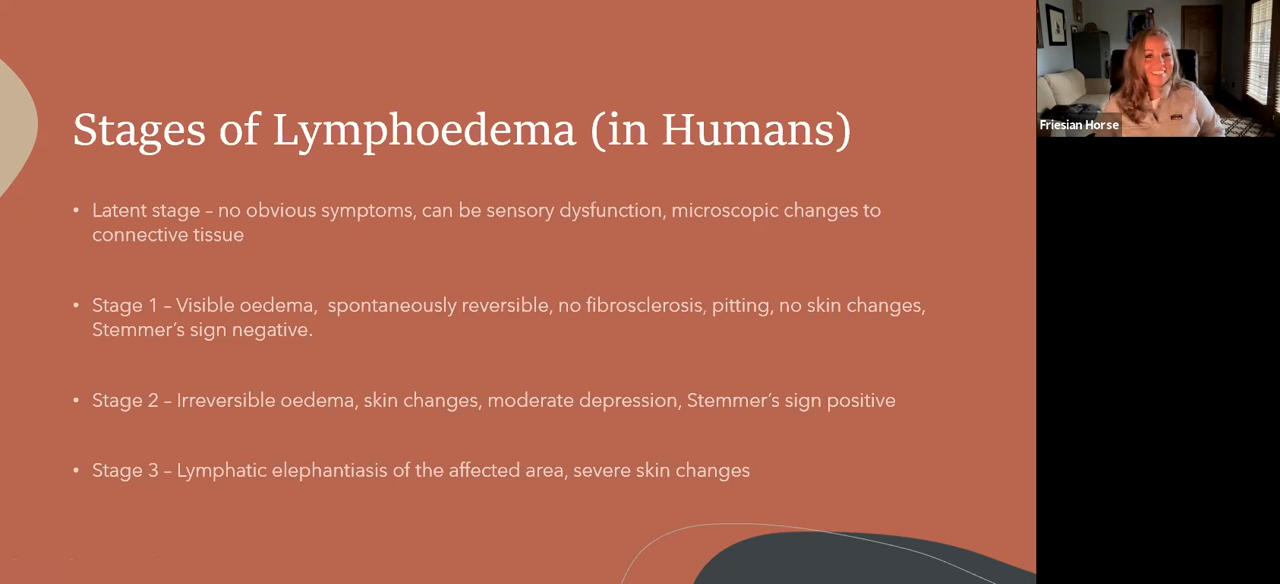 Stages of Lymphoedema (in Humans)
• Latent stage – no obvious symptoms, can be sensory dysfunction, microscopic changes to
connective tissue
• Stage 1 – Visible oedema,  spontaneously reversible, no fibrosclerosis, pitting, no skin changes,
Stemmer’s sign negative.
• Stage 2 – Irreversible oedema, skin changes, moderate depression, Stemmer’s sign positive
• Stage 3 – Lymphatic elephantiasis of the affected area, severe skin changes
Friesian Horse